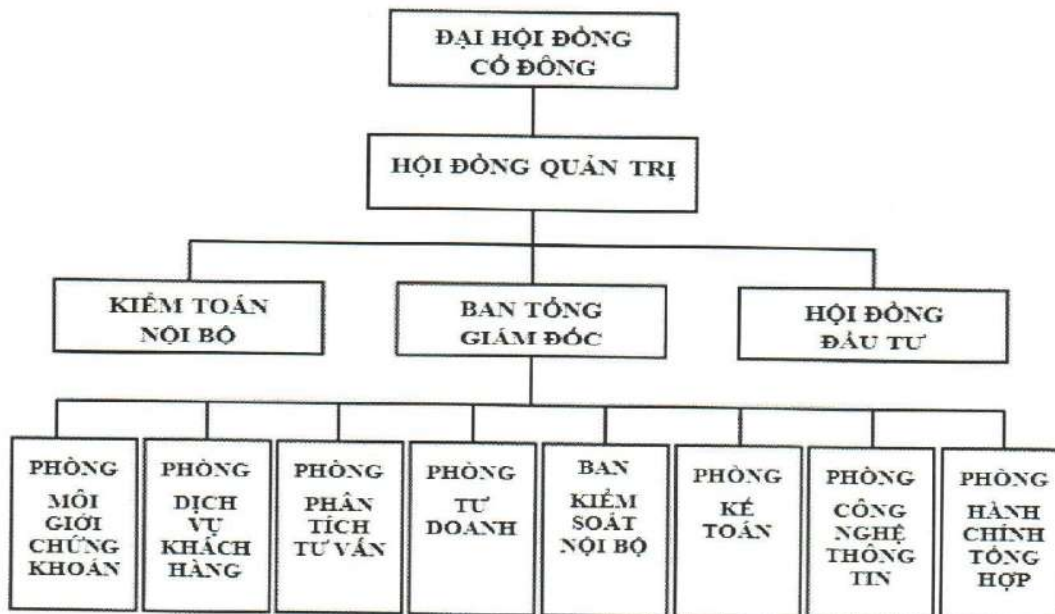 ĐẠI HỘI ĐỒNG
CỔ ĐÔNG
HỘI ĐỒNG QUẢN TRỊ
KIỂM TOÁN
NỘI BỘ
BAN TỔNG
GIÁM ĐỐC
HỘI ĐỒNG
ĐẦU TƯ
PHÒNG
MÔI
GIỚI
CHỨNG
KHOÁN
PHÒNG
DỊCH
VỤ
KHÁCH
HÀNG
PHÒNG
PHÂN
TÍCH
TƯ VẤN
PHÒNG
TỰ
DOANH
BAN
KIỂM
SOÁT
NỘI BỘ
PHÒNG
KẾ
TOÁN
PHÒNG
CÔNG
NGHỆ
THÔNG
TIN
PHÒNG
HÀNH
CHÍNH
TỔNG
HỢP